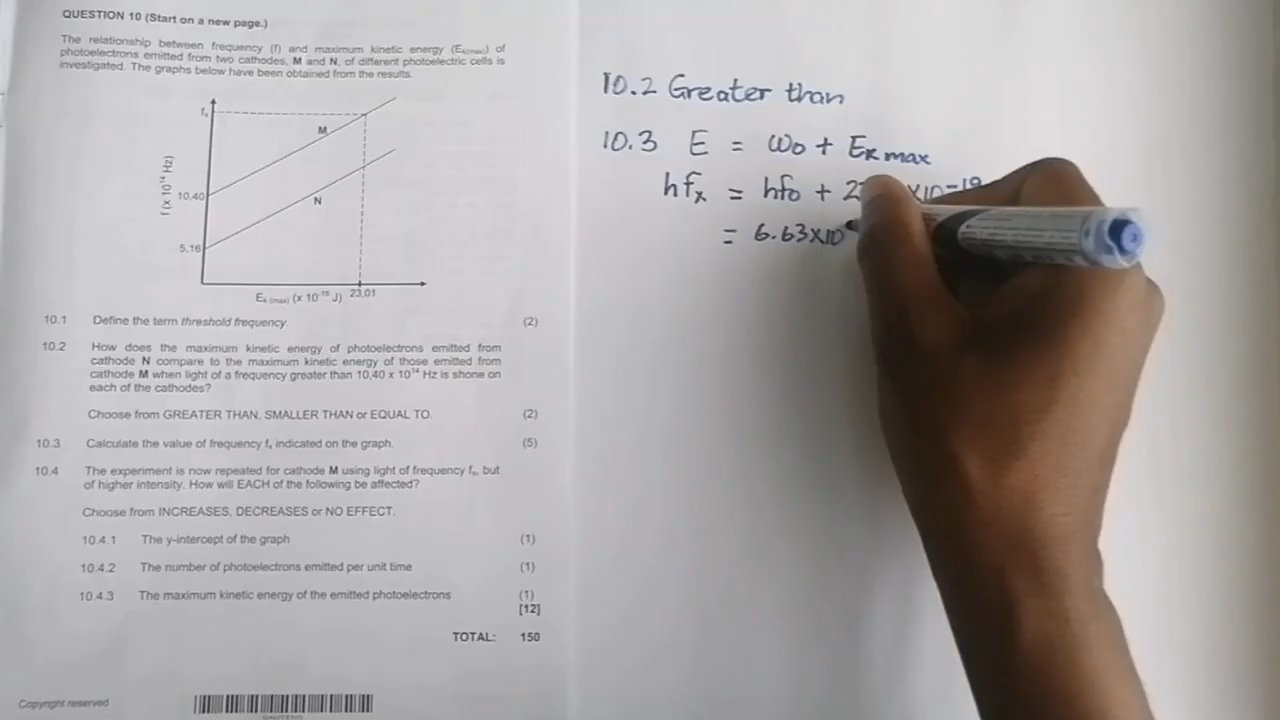 QUESTION 10 (Start on a new page.)
The relationship between frequency (f) and maximum kinetic energy (Eₖ₍ₘₐₓ₎) of
photoelectrons emitted from two cathodes, M and N, of different photoelectric cells is
investigated. The graphs below have been obtained from the results.
fₓ
M
f (x 10¹⁴ Hz)
10,40
N
5,16
Eₖ ₍ₘₐₓ₎ (x 10⁻¹⁹ J) 23,01
10.1 Define the term threshold frequency. (2)
10.2 How does the maximum kinetic energy of photoelectrons emitted from
cathode N compare to the maximum kinetic energy of those emitted from
cathode M when light of a frequency greater than 10,40 x 10¹⁴ Hz is shone on
each of the cathodes?
Choose from GREATER THAN, SMALLER THAN or EQUAL TO. (2)
10.3 Calculate the value of frequency fₓ indicated on the graph. (5)
10.4 The experiment is now repeated for cathode M using light of frequency fₓ, but
of higher intensity. How will EACH of the following be affected?
Choose from INCREASES, DECREASES or NO EFFECT.
10.4.1 The y-intercept of the graph (1)
10.4.2 The number of photoelectrons emitted per unit time (1)
10.4.3 The maximum kinetic energy of the emitted photoelectrons (1)
[12]
TOTAL: 150
Copyright reserved
10.2 Greater than
10.3 E = W₀ + Eₖ max
hfₓ = hf₀ + 2 ×10⁻¹⁹
= 6.63×10